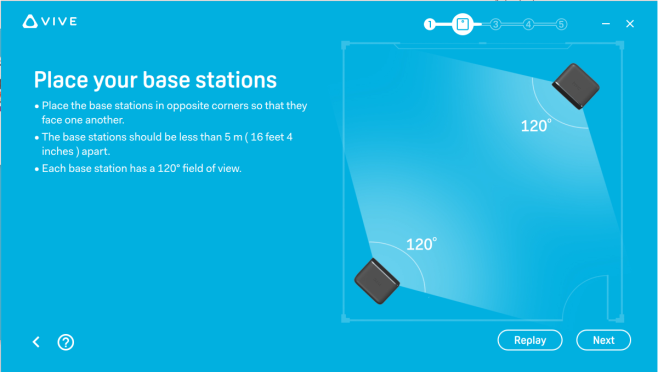 VIVE
1 3 4 5
Place your base stations
• Place the base stations in opposite corners so that they
face one another.
• The base stations should be less than 5 m ( 16 feet 4
inches ) apart.
• Each base station has a 120° field of view.
120°
120°
?
Replay
Next